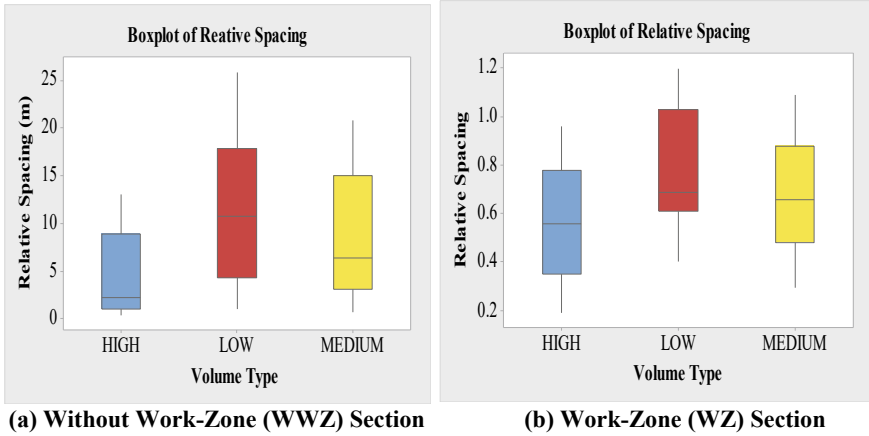 Boxplot of Reative Spacing
Relative Spacing (m)
25
20
15
10
5
0
HIGH LOW MEDIUM
Volume Type
(a) Without Work-Zone (WWZ) Section
Boxplot of Relative Spacing
Relative Spacing
1.2
1.0
0.8
0.6
0.4
0.2
HIGH LOW MEDIUM
Volume Type
(b) Work-Zone (WZ) Section